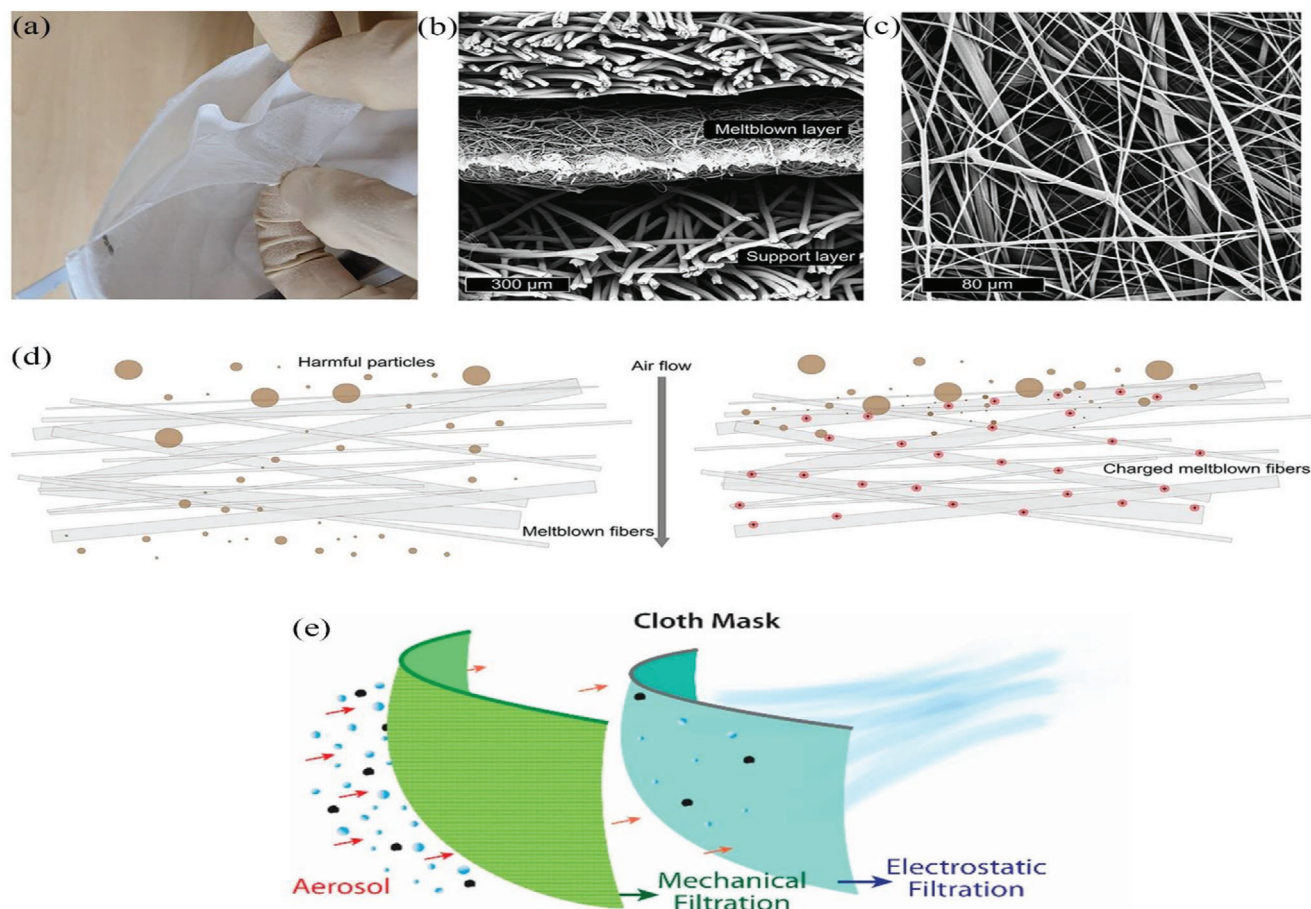 (a)
(b)
Meltblown layer
Support layer
300 µm
(c)
80 µm
(d)
Harmful particles
Air flow
Meltblown fibers
Charged meltblown fibers
(e)
Cloth Mask
Aerosol
Mechanical
Filtration
Electrostatic
Filtration